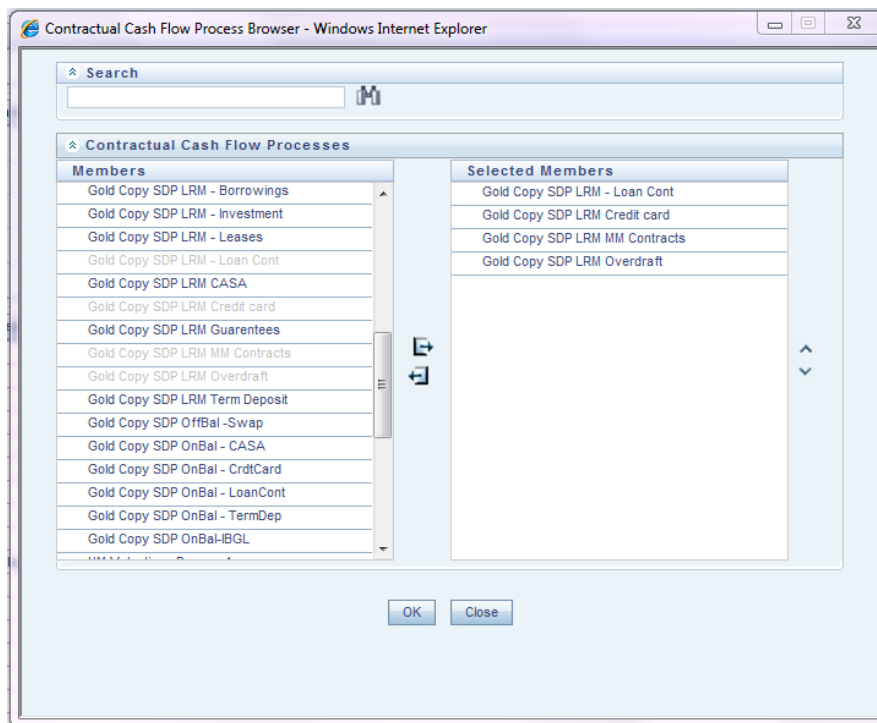 Contractual Cash Flow Process Browser - Windows Internet Explorer
Search
Contractual Cash Flow Processes
Members
Gold Copy SDP LRM - Borrowings
Gold Copy SDP LRM - Investment
Gold Copy SDP LRM - Leases
Gold Copy SDP LRM - Loan Cont
Gold Copy SDP LRM CASA
Gold Copy SDP LRM Credit card
Gold Copy SDP LRM Guarentees
Gold Copy SDP LRM MM Contracts
Gold Copy SDP LRM Overdraft
Gold Copy SDP LRM Term Deposit
Gold Copy SDP OffBal -Swap
Gold Copy SDP OnBal - CASA
Gold Copy SDP OnBal - CrdtCard
Gold Copy SDP OnBal - LoanCont
Gold Copy SDP OnBal - TermDep
Gold Copy SDP OnBal-IBGL
Selected Members
Gold Copy SDP LRM - Loan Cont
Gold Copy SDP LRM Credit card
Gold Copy SDP LRM MM Contracts
Gold Copy SDP LRM Overdraft
OK Close